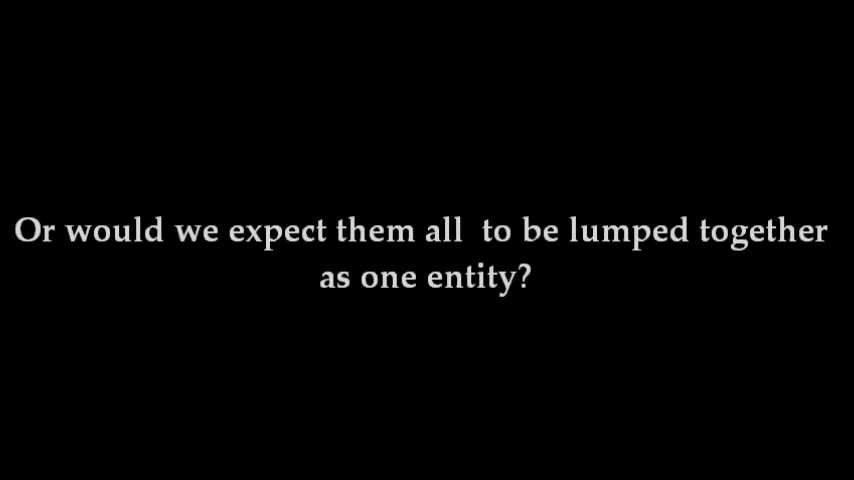 Or would we expect them all  to be lumped together
as one entity?